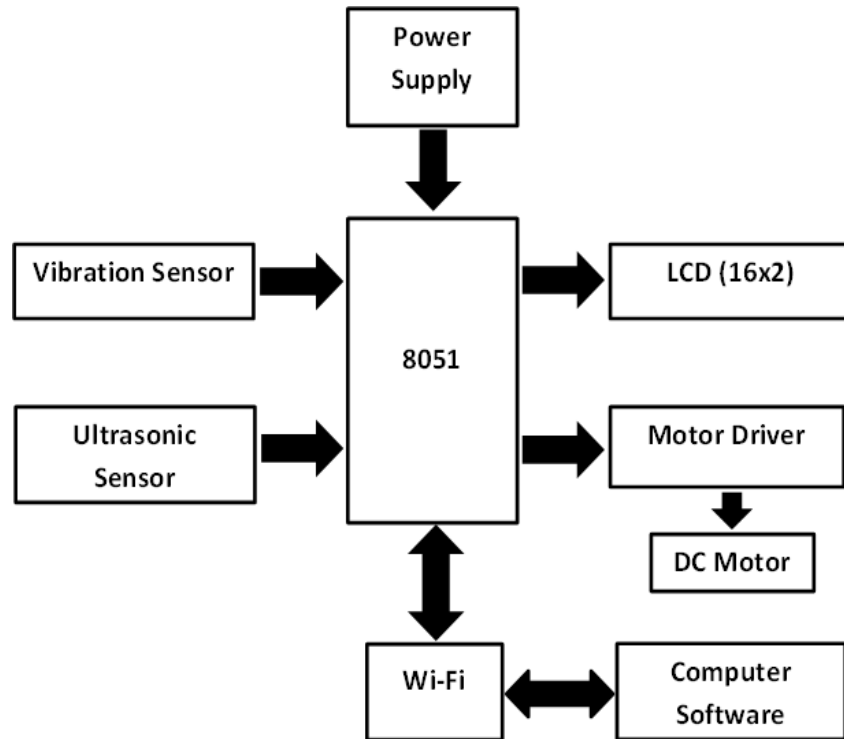 Power
Supply
Vibration Sensor
LCD (16x2)
8051
Ultrasonic
Sensor
Motor Driver
DC Motor
Wi-Fi
Computer
Software